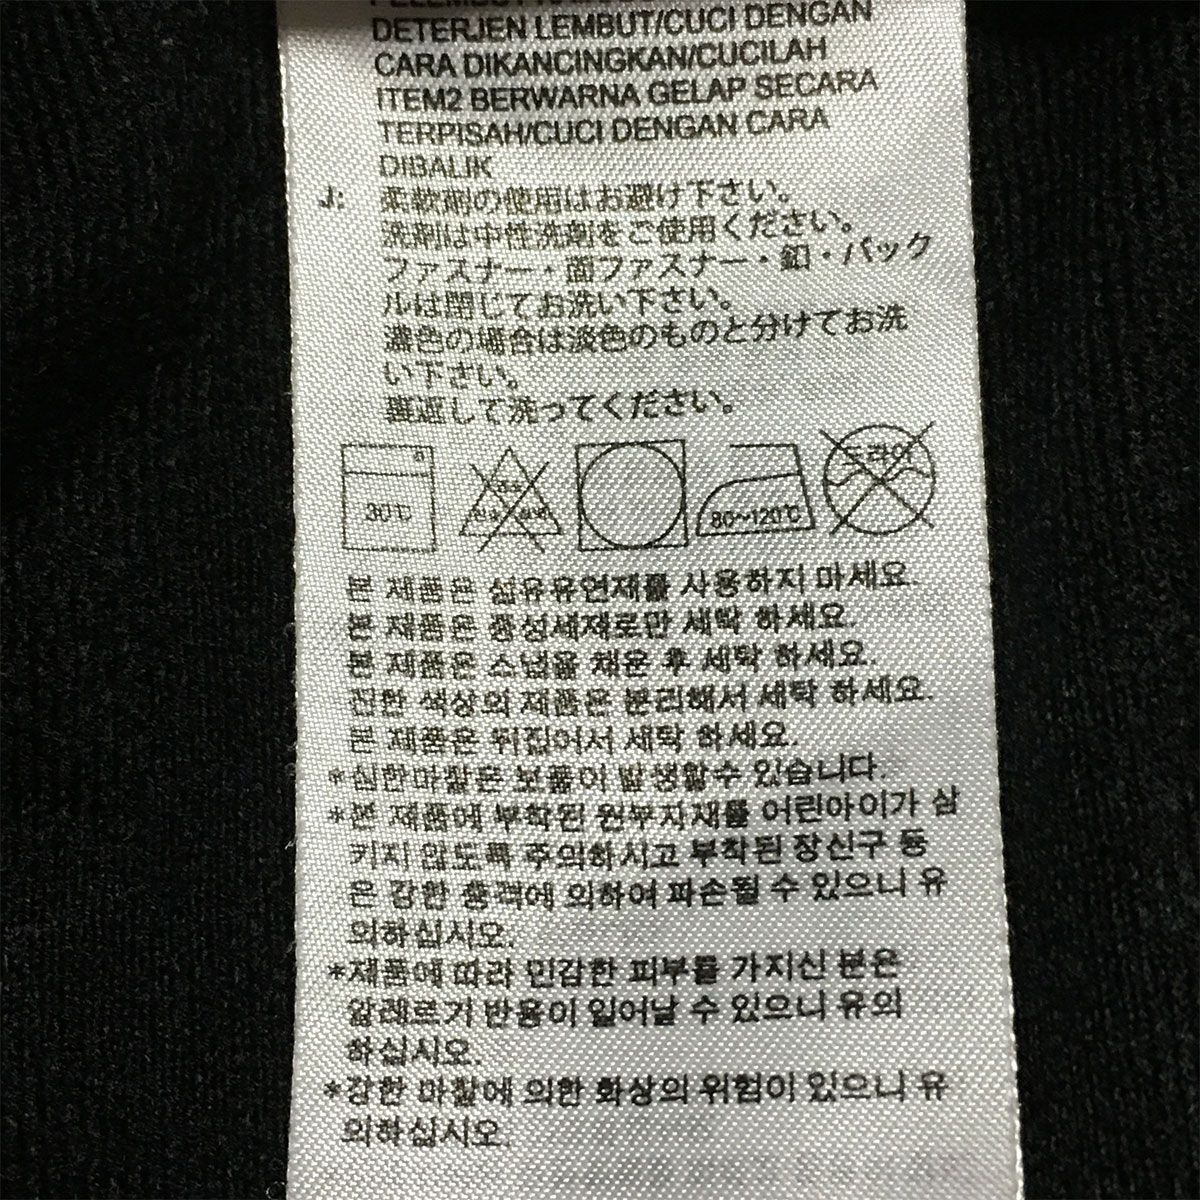 DETERJEN LEMBUT/CUCI DENGAN
CARA DIKANCINGKAN/CUCILAH
ITEM2 BERWARNA GELAP SECARA
TERPISAH/CUCI DENGAN CARA
DIBALIK
J: 柔軟剤の使用はお避け下さい。
洗剤は中性洗剤をご使用ください。
ファスナー・面ファスナー・釦・バック
ルは閉じてお洗い下さい。
濃色の場合は淡色のものと分けてお洗
い下さい。
裏返して洗ってください。
30℃
80~120℃
드라이
본 제품은 섬유유연재를 사용하지 마세요.
본 제품은 중성세재로만 세탁 하세요.
본 제품은 스냅을 채운 후 세탁 하세요.
진한 색상의 제품은 분리해서 세탁 하세요.
본 제품은 뒤집어서 세탁 하세요.
*심한마찰은 보풀이 발생할수 있습니다.
*본 제품에 부착된 원부자재를 어린아이가 삼
키지 않도록 주의하시고 부착된 장신구 등
은 강한 충격에 의하여 파손될 수 있으니 유
의하십시오.
*제품에 따라 민감한 피부를 가지신 분은
알레르기 반응이 일어날 수 있으니 유의
하십시오.
*강한 마찰에 의한 화상의 위험이 있으니 유
의하십시오.